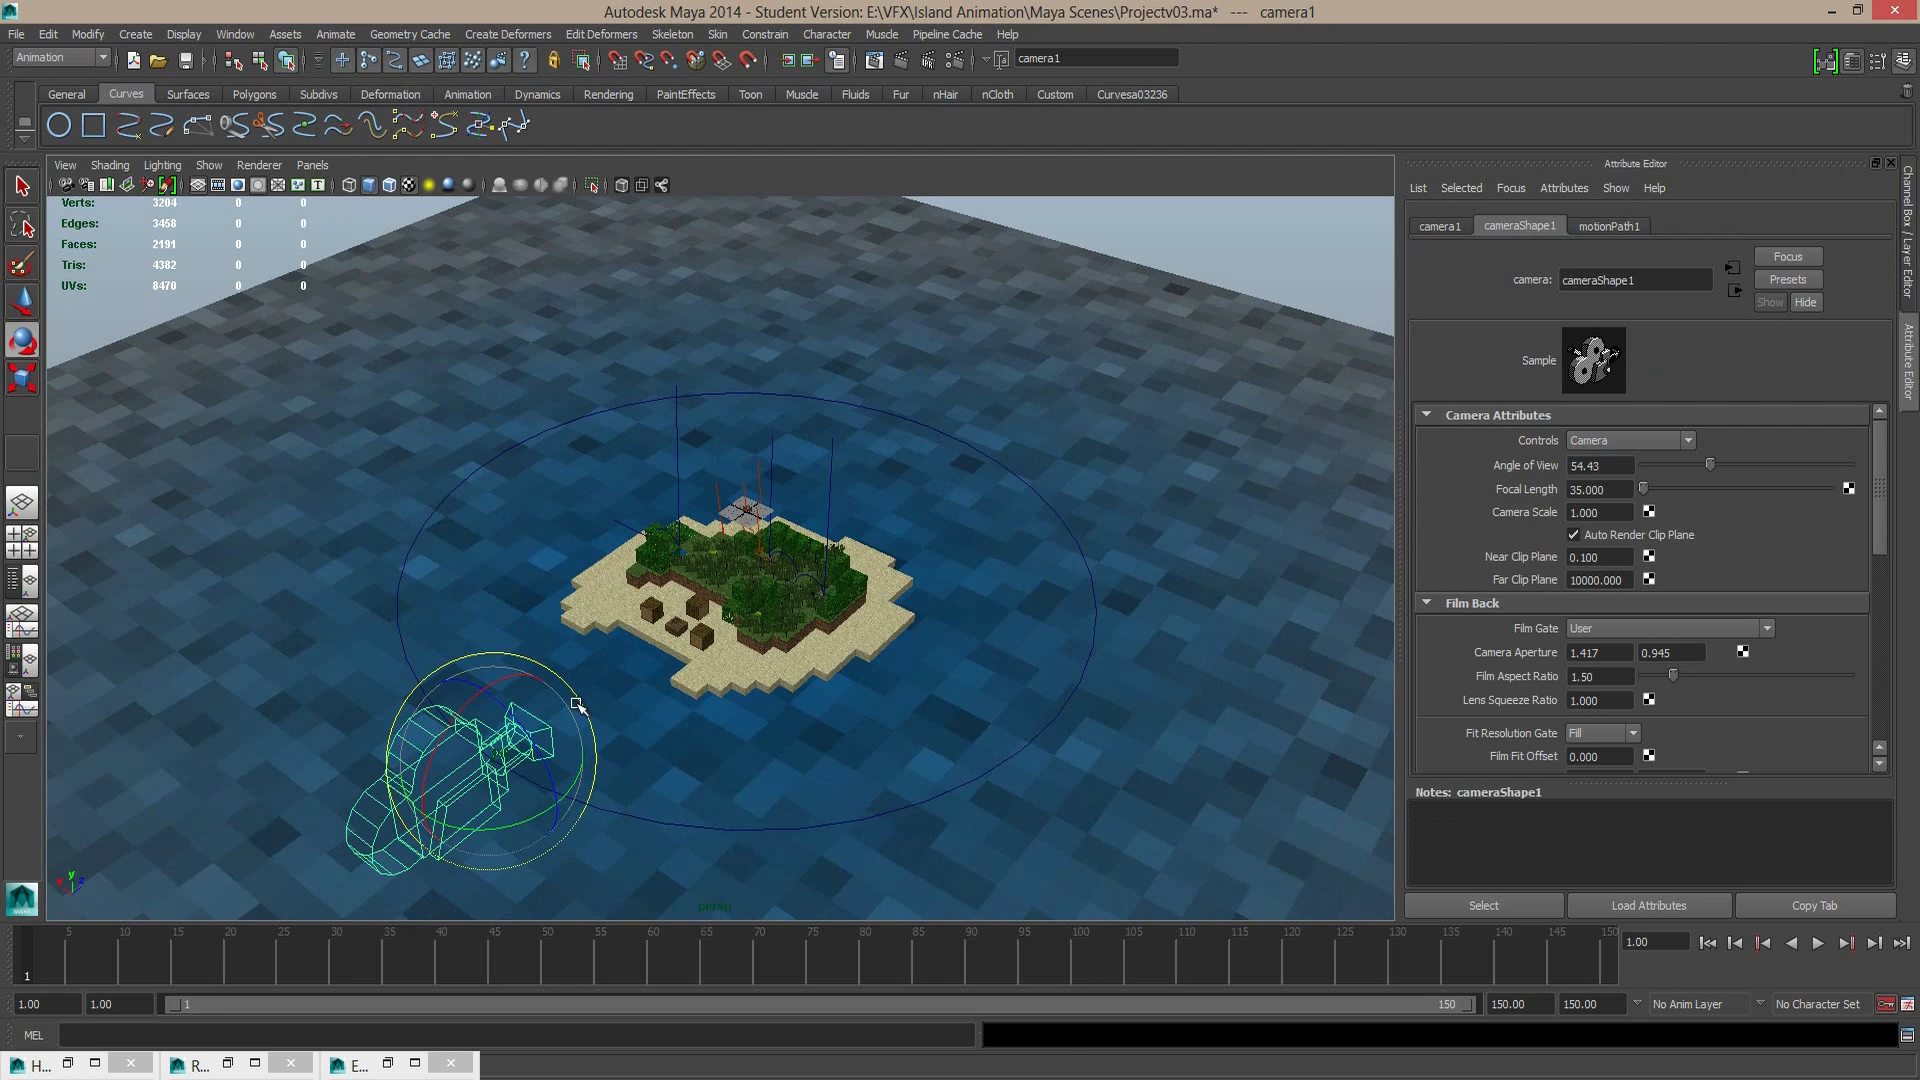 Autodesk Maya 2014 - Student Version: E:\VFX\Island Animation\Maya Scenes\Projectv03.ma*   ---   camera1
File Edit Modify Create Display Window Assets Animate Geometry Cache Create Deformers Edit Deformers Skeleton Skin Constrain Character Muscle Pipeline Cache Help
Animation camera1
General Curves Surfaces Polygons Subdivs Deformation Animation Dynamics Rendering PaintEffects Toon Muscle Fluids Fur nHair nCloth Custom Curvesa03236
View Shading Lighting Show Renderer Panels
Verts: 3204 0 0
Edges: 3458 0 0
Faces: 2191 0 0
Tris: 4382 0 0
UVs: 8470 0 0
persp
Attribute Editor
List Selected Focus Attributes Show Help
camera1 cameraShape1 motionPath1
Focus
camera: cameraShape1
Presets
Show Hide
Sample
Camera Attributes
Controls Camera
Angle of View 54.43
Focal Length 35.000
Camera Scale 1.000
Auto Render Clip Plane
Near Clip Plane 0.100
Far Clip Plane 10000.000
Film Back
Film Gate User
Camera Aperture 1.417 0.945
Film Aspect Ratio 1.50
Lens Squeeze Ratio 1.000
Fit Resolution Gate Fill
Film Fit Offset 0.000
Notes: cameraShape1
Select Load Attributes Copy Tab
Channel Box / Layer Editor
Attribute Editor
5 10 15 20 25 30 35 40 45 50 55 60 65 70 75 80 85 90 95 100 105 110 115 120 125 130 135 140 145 150
1
1.00
1.00 1.00 1 150 150.00 150.00 No Anim Layer No Character Set
MEL
H... R... E...